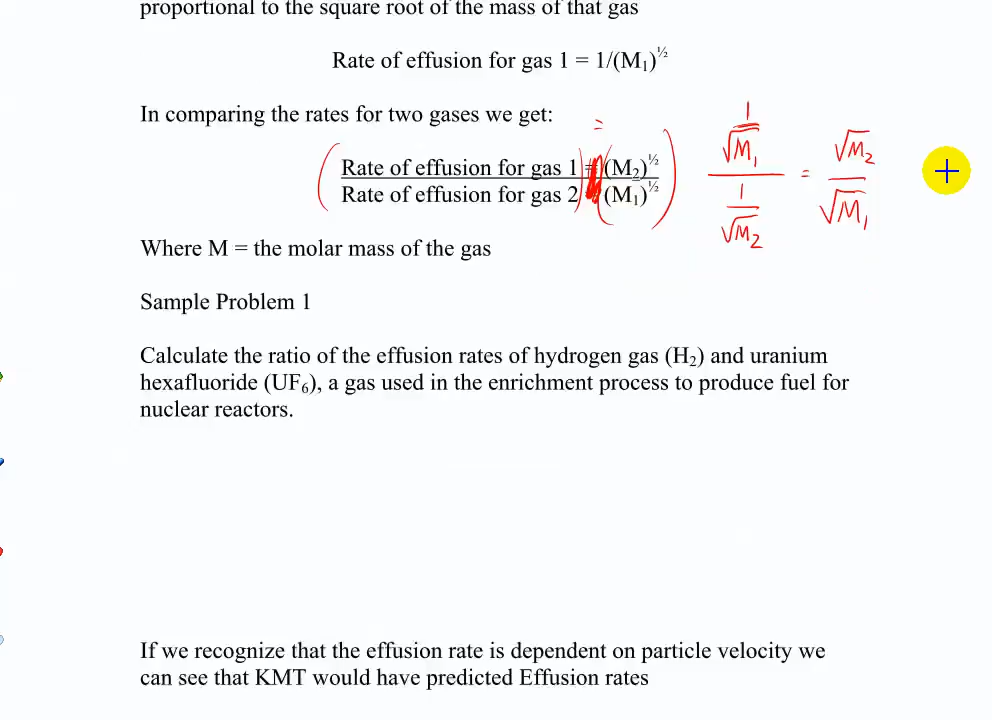 proportional to the square root of the mass of that gas
Rate of effusion for gas 1 = 1/(M₁)^½
In comparing the rates for two gases we get:
=
Rate of effusion for gas 1 = (M₂)^½
Rate of effusion for gas 2 (M₁)^½
1/√M₁ / 1/√M₂ = √M₂ / √M₁
Where M = the molar mass of the gas
Sample Problem 1
Calculate the ratio of the effusion rates of hydrogen gas (H₂) and uranium
hexafluoride (UF₆), a gas used in the enrichment process to produce fuel for
nuclear reactors.
If we recognize that the effusion rate is dependent on particle velocity we
can see that KMT would have predicted Effusion rates